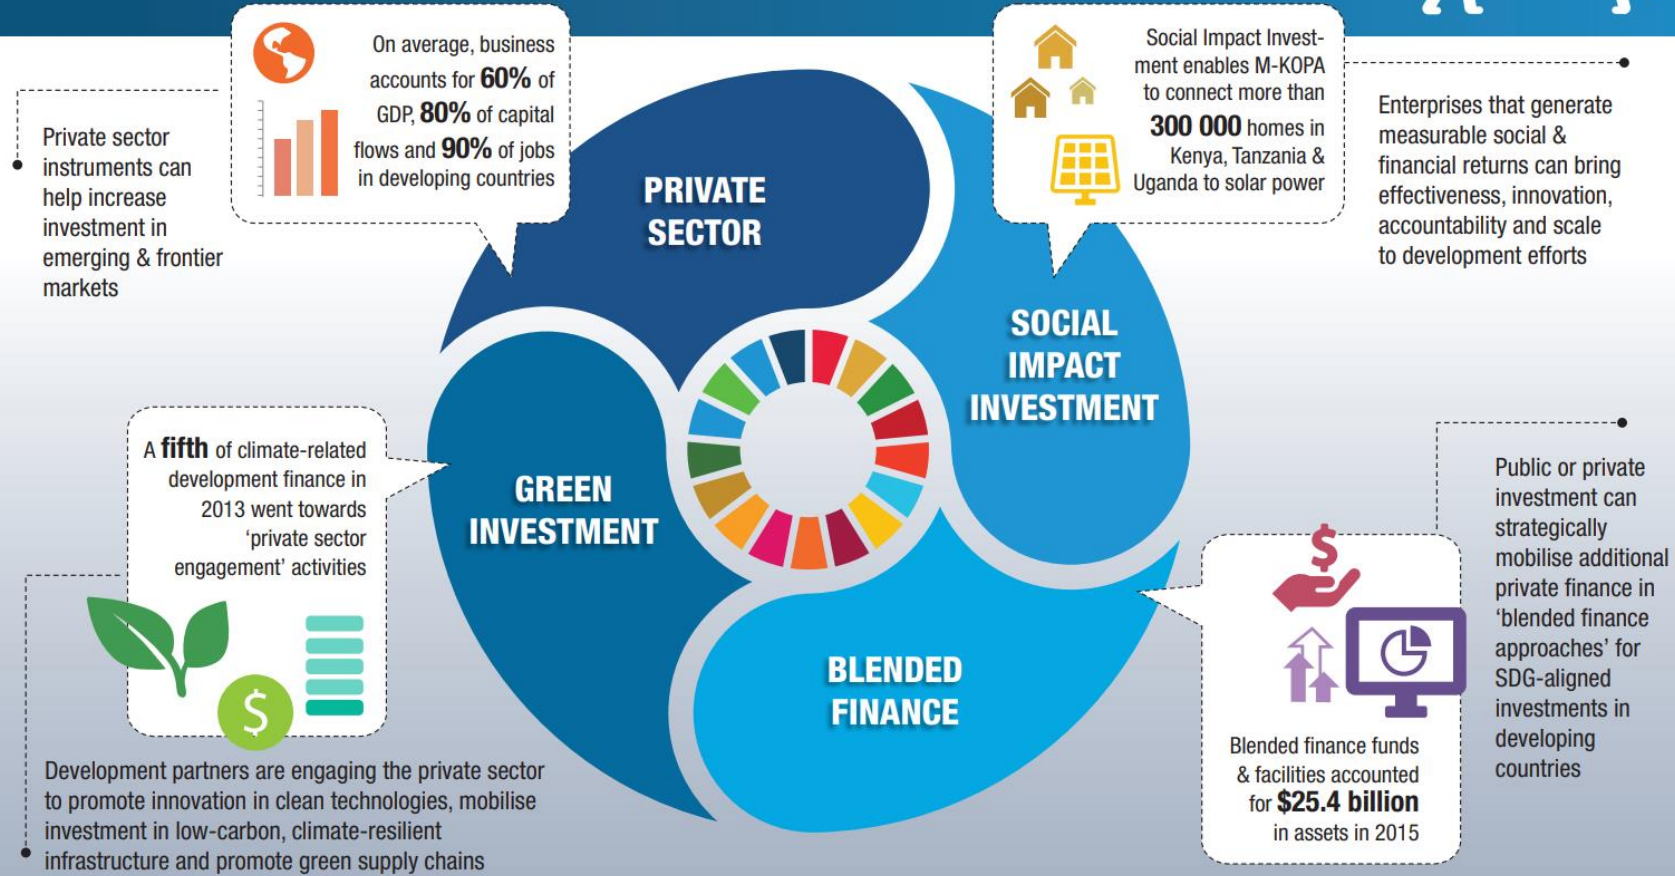 On average, business
accounts for 60% of
GDP, 80% of capital
flows and 90% of jobs
in developing countries
Private sector
instruments can
help increase
investment in
emerging & frontier
markets
PRIVATE
SECTOR
Social Impact Invest-
ment enables M-KOPA
to connect more than
300 000 homes in
Kenya, Tanzania &
Uganda to solar power
Enterprises that generate
measurable social &
financial returns can bring
effectiveness, innovation,
accountability and scale
to development efforts
SOCIAL
IMPACT
INVESTMENT
A fifth of climate-related
development finance in
2013 went towards
‘private sector
engagement’ activities
$
GREEN
INVESTMENT
Development partners are engaging the private sector
to promote innovation in clean technologies, mobilise
investment in low-carbon, climate-resilient
infrastructure and promote green supply chains
BLENDED
FINANCE
$
Blended finance funds
& facilities accounted
for $25.4 billion
in assets in 2015
Public or private
investment can
strategically
mobilise additional
private finance in
‘blended finance
approaches’ for
SDG-aligned
investments in
developing
countries